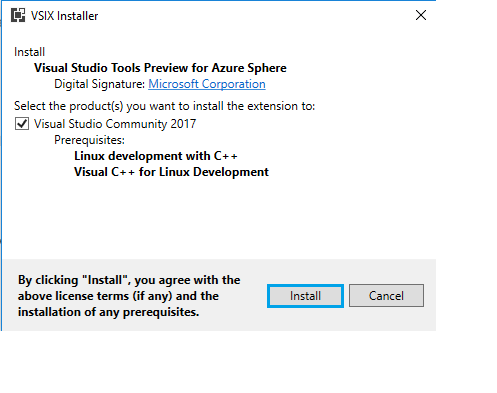 VSIX Installer
Install
Visual Studio Tools Preview for Azure Sphere
Digital Signature: Microsoft Corporation
Select the product(s) you want to install the extension to:
Visual Studio Community 2017
Prerequisites:
Linux development with C++
Visual C++ for Linux Development
By clicking "Install", you agree with the
above license terms (if any) and the
installation of any prerequisites.
Install
Cancel